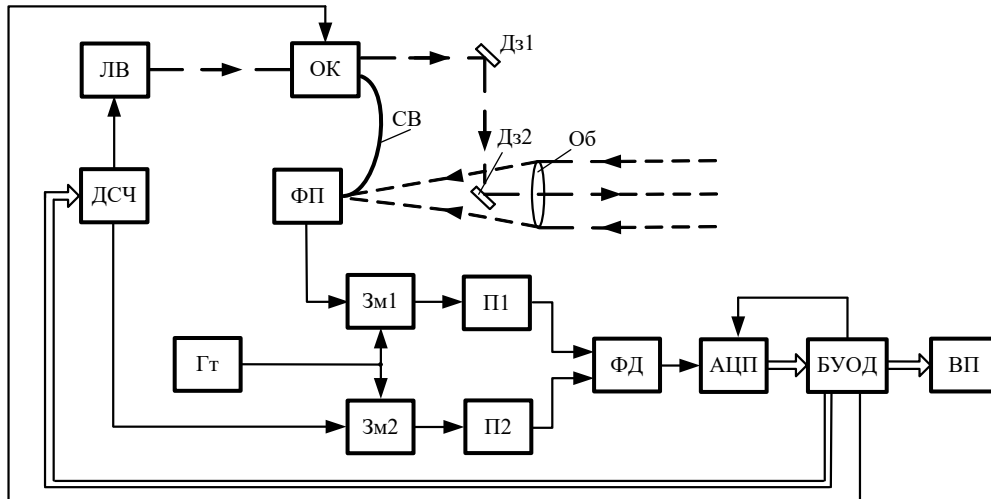 Дз1
ЛВ
ОК
СВ
Дз2
Об
ДСЧ
ФП
Зм1
П1
Гт
ФД
АЦП
БУОД
ВП
Зм2
П2